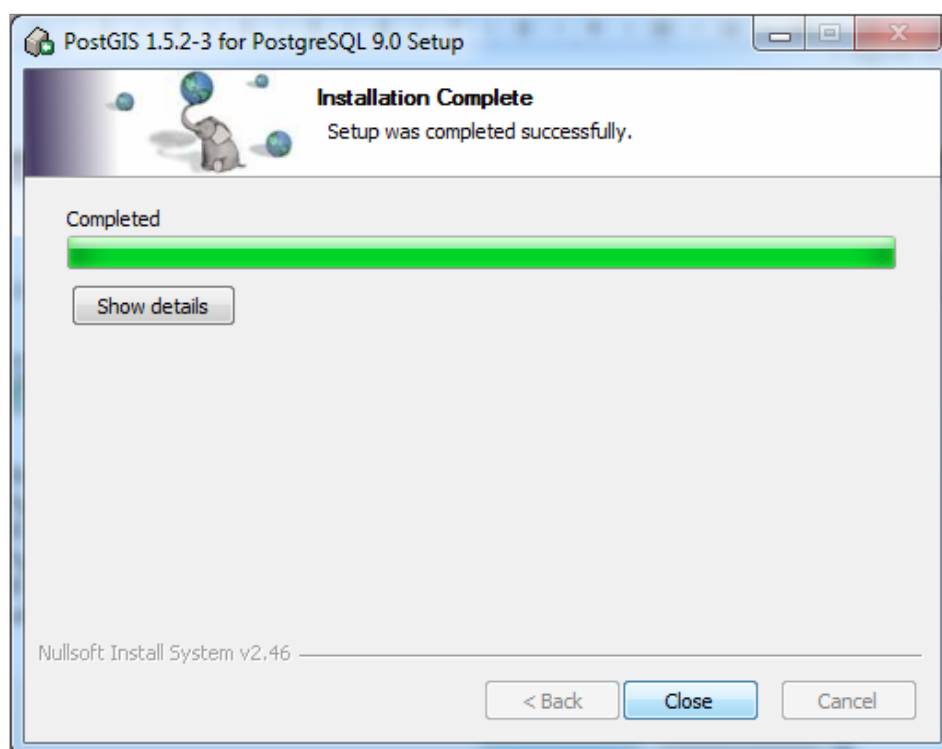 PostGIS 1.5.2-3 for PostgreSQL 9.0 Setup
Installation Complete
Setup was completed successfully.
Completed
Show details
Nullsoft Install System v2.46
< Back
Close
Cancel